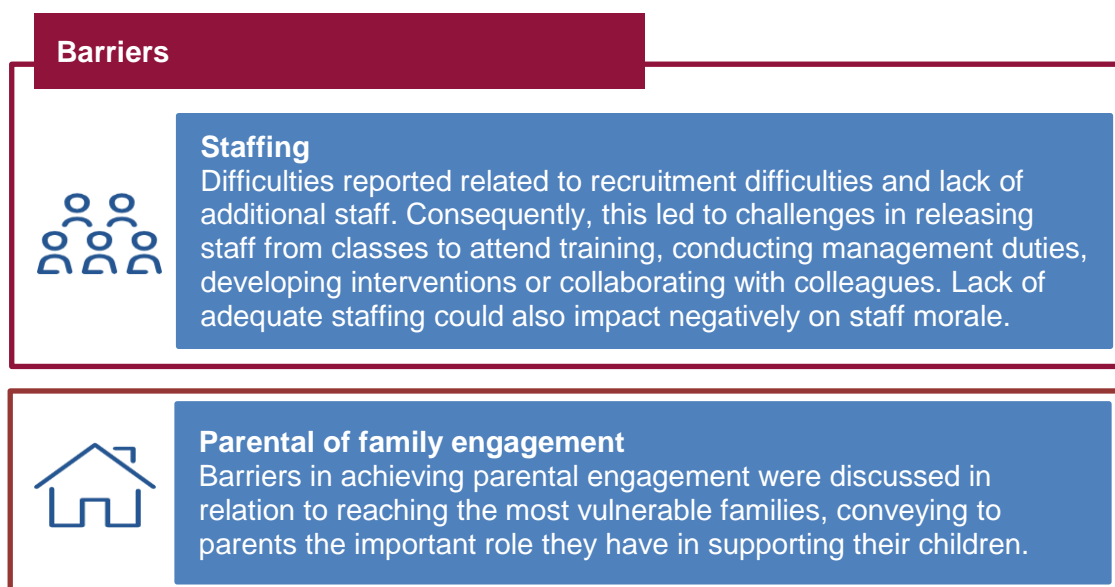 Barriers
Staffing
Difficulties reported related to recruitment difficulties and lack of
additional staff. Consequently, this led to challenges in releasing
staff from classes to attend training, conducting management duties,
developing interventions or collaborating with colleagues. Lack of
adequate staffing could also impact negatively on staff morale.
Parental of family engagement
Barriers in achieving parental engagement were discussed in
relation to reaching the most vulnerable families, conveying to
parents the important role they have in supporting their children.